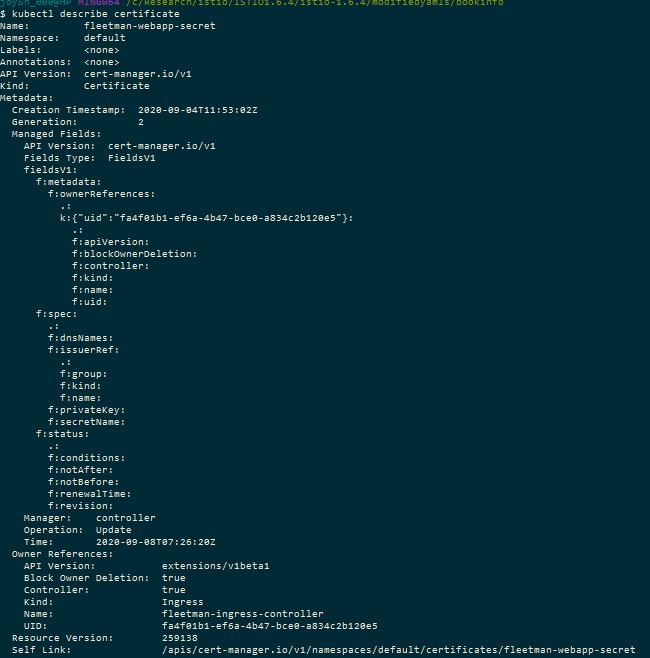 joysh_000@HP MINGW64 /c/Research/istio/ISTIO1.6.4/istio-1.6.4/modifiedyamls/bookinfo
$ kubectl describe certificate
Name:         fleetman-webapp-secret
Namespace:    default
Labels:       <none>
Annotations:  <none>
API Version:  cert-manager.io/v1
Kind:         Certificate
Metadata:
  Creation Timestamp:  2020-09-04T11:53:02Z
  Generation:          2
  Managed Fields:
    API Version:  cert-manager.io/v1
    Fields Type:  FieldsV1
    fieldsV1:
      f:metadata:
        f:ownerReferences:
          .:
          k:{"uid":"fa4f01b1-ef6a-4b47-bce0-a834c2b120e5"}:
            .:
            f:apiVersion:
            f:blockOwnerDeletion:
            f:controller:
            f:kind:
            f:name:
            f:uid:
      f:spec:
        .:
        f:dnsNames:
        f:issuerRef:
          .:
          f:group:
          f:kind:
          f:name:
        f:privateKey:
        f:secretName:
      f:status:
        .:
        f:conditions:
        f:notAfter:
        f:notBefore:
        f:renewalTime:
        f:revision:
    Manager:    controller
    Operation:  Update
    Time:       2020-09-08T07:26:20Z
  Owner References:
    API Version:           extensions/v1beta1
    Block Owner Deletion:  true
    Controller:            true
    Kind:                  Ingress
    Name:                  fleetman-ingress-controller
    UID:                   fa4f01b1-ef6a-4b47-bce0-a834c2b120e5
  Resource Version:        259138
  Self Link:               /apis/cert-manager.io/v1/namespaces/default/certificates/fleetman-webapp-secret